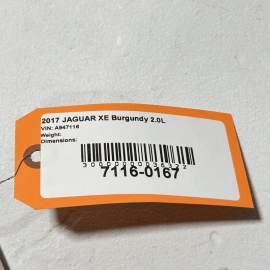 2017 JAGUAR XE Burgundy 2.0L
VIN: A947116
Weight:
Dimensions:
7116-0167